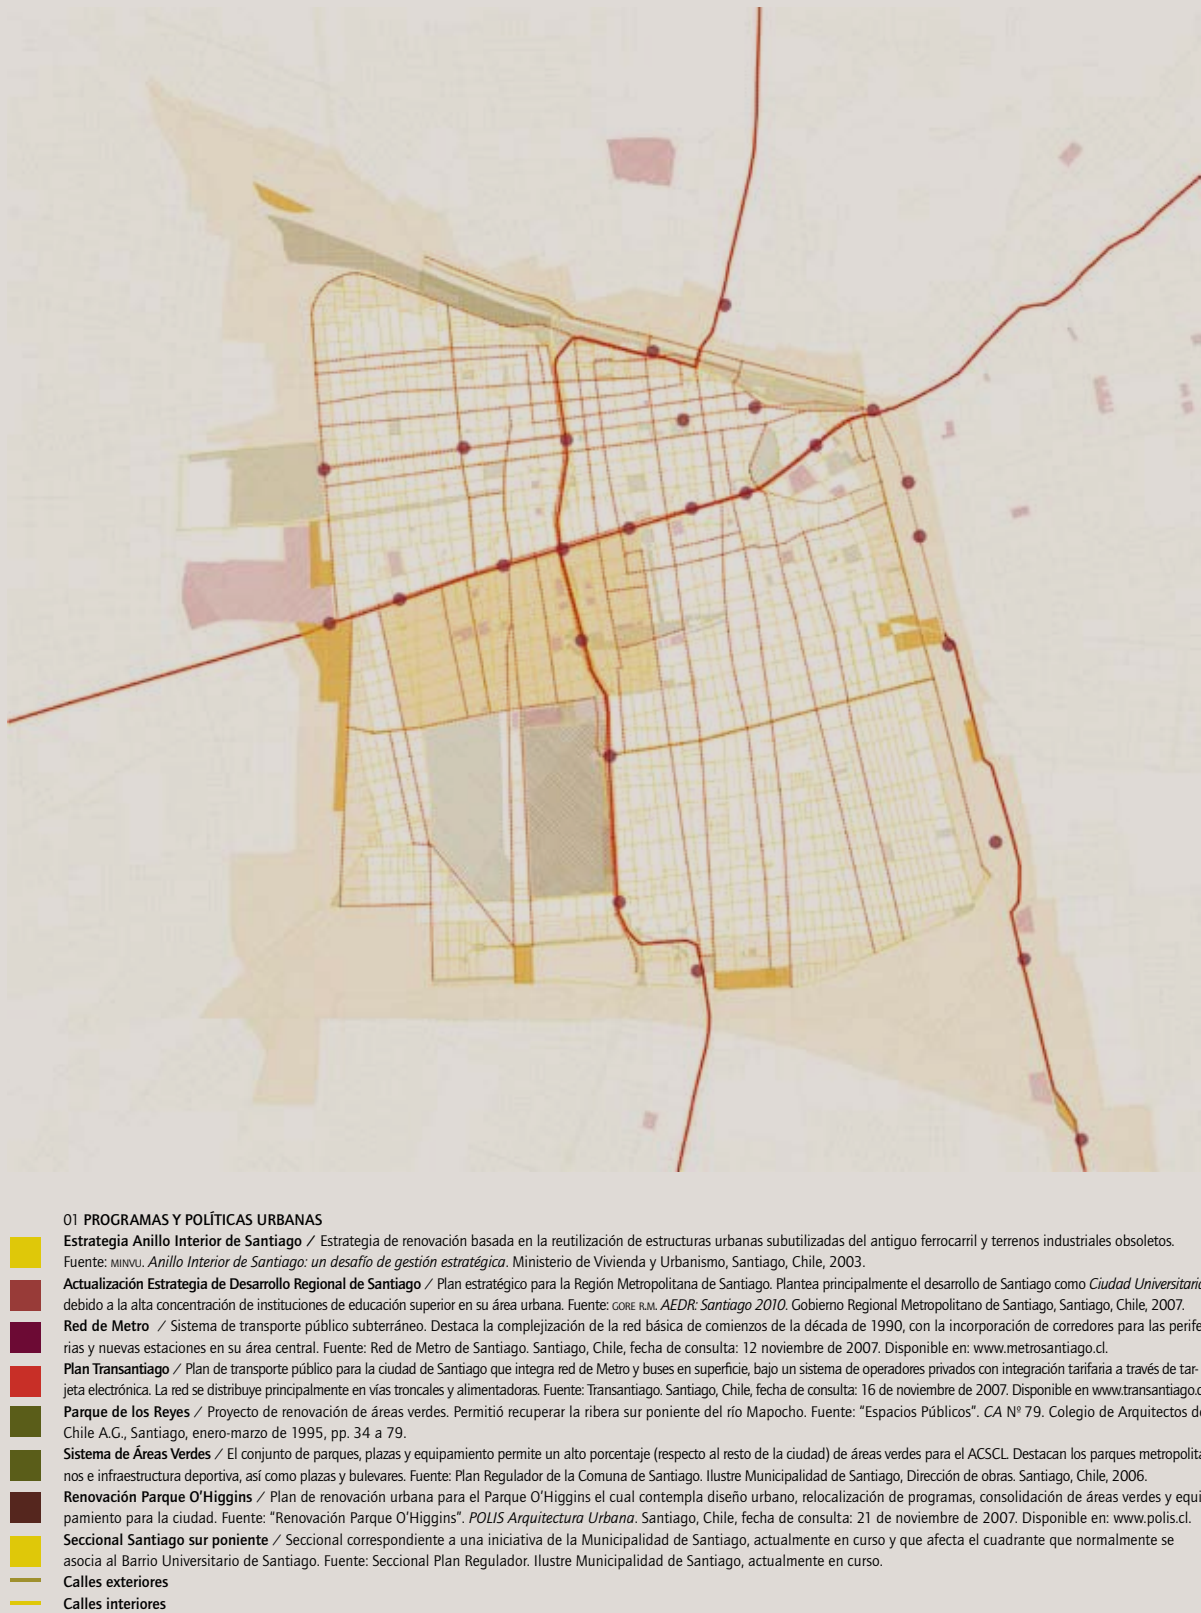 01 PROGRAMAS Y POLÍTICAS URBANAS
Estrategia Anillo Interior de Santiago / Estrategia de renovación basada en la reutilización de estructuras urbanas subutilizadas del antiguo ferrocarril y terrenos industriales obsoletos.
Fuente: MINVU. Anillo Interior de Santiago: un desafío de gestión estratégica. Ministerio de Vivienda y Urbanismo, Santiago, Chile, 2003.
Actualización Estrategia de Desarrollo Regional de Santiago / Plan estratégico para la Región Metropolitana de Santiago. Plantea principalmente el desarrollo de Santiago como Ciudad Universitaria
debido a la alta concentración de instituciones de educación superior en su área urbana. Fuente: GORE R.M. AEDR: Santiago 2010. Gobierno Regional Metropolitano de Santiago, Santiago, Chile, 2007.
Red de Metro / Sistema de transporte público subterráneo. Destaca la complejización de la red básica de comienzos de la década de 1990, con la incorporación de corredores para las perife-
rias y nuevas estaciones en su área central. Fuente: Red de Metro de Santiago. Santiago, Chile, fecha de consulta: 12 noviembre de 2007. Disponible en: www.metrosantiago.cl.
Plan Transantiago / Plan de transporte público para la ciudad de Santiago que integra red de Metro y buses en superficie, bajo un sistema de operadores privados con integración tarifaria a través de tar-
jeta electrónica. La red se distribuye principalmente en vías troncales y alimentadoras. Fuente: Transantiago. Santiago, Chile, fecha de consulta: 16 de noviembre de 2007. Disponible en www.transantiago.c
Parque de los Reyes / Proyecto de renovación de áreas verdes. Permitió recuperar la ribera sur poniente del río Mapocho. Fuente: "Espacios Públicos". CA Nº 79. Colegio de Arquitectos de
Chile A.G., Santiago, enero-marzo de 1995, pp. 34 a 79.
Sistema de Áreas Verdes / El conjunto de parques, plazas y equipamiento permite un alto porcentaje (respecto al resto de la ciudad) de áreas verdes para el ACSCL. Destacan los parques metropolita
nos e infraestructura deportiva, así como plazas y bulevares. Fuente: Plan Regulador de la Comuna de Santiago. Ilustre Municipalidad de Santiago, Dirección de obras. Santiago, Chile, 2006.
Renovación Parque O'Higgins / Plan de renovación urbana para el Parque O'Higgins el cual contempla diseño urbano, relocalización de programas, consolidación de áreas verdes y equi
pamiento para la ciudad. Fuente: "Renovación Parque O'Higgins". POLIS Arquitectura Urbana. Santiago, Chile, fecha de consulta: 21 de noviembre de 2007. Disponible en: www.polis.cl.
Seccional Santiago sur poniente / Seccional correspondiente a una iniciativa de la Municipalidad de Santiago, actualmente en curso y que afecta el cuadrante que normalmente se
asocia al Barrio Universitario de Santiago. Fuente: Seccional Plan Regulador. Ilustre Municipalidad de Santiago, actualmente en curso.
Calles exteriores
Calles interiores